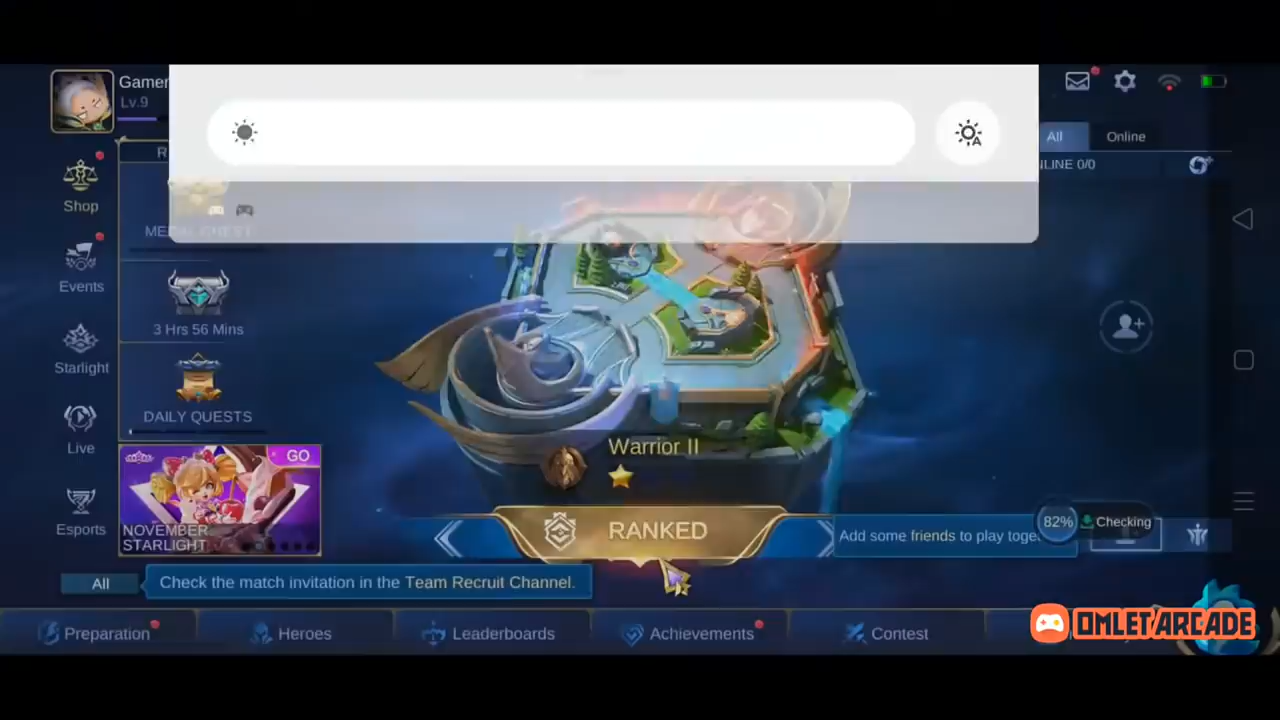 Gamer
Lv.9
All
Online
NLINE 0/0
Shop
Events
3 Hrs 56 Mins
Starlight
DAILY QUESTS
Live
Warrior II
GO
NOVEMBER
STARLIGHT
Esports
RANKED
Add some friends to play toge
82%
Checking
All
Check the match invitation in the Team Recruit Channel.
OMLET ARCADE
Preparation
Heroes
Leaderboards
Achievements
Contest